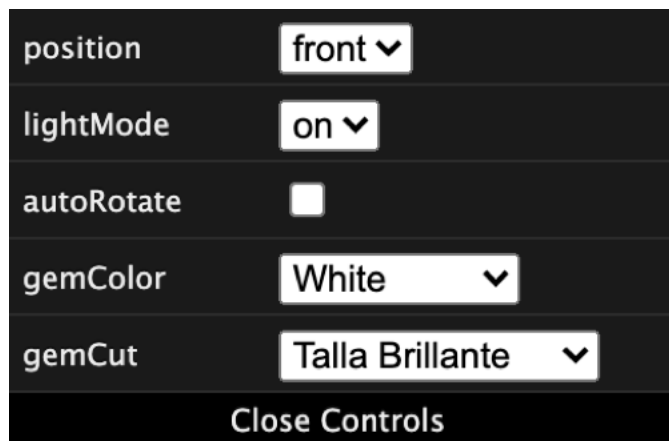 position front
lightMode on
autoRotate
gemColor White
gemCut Talla Brillante
Close Controls